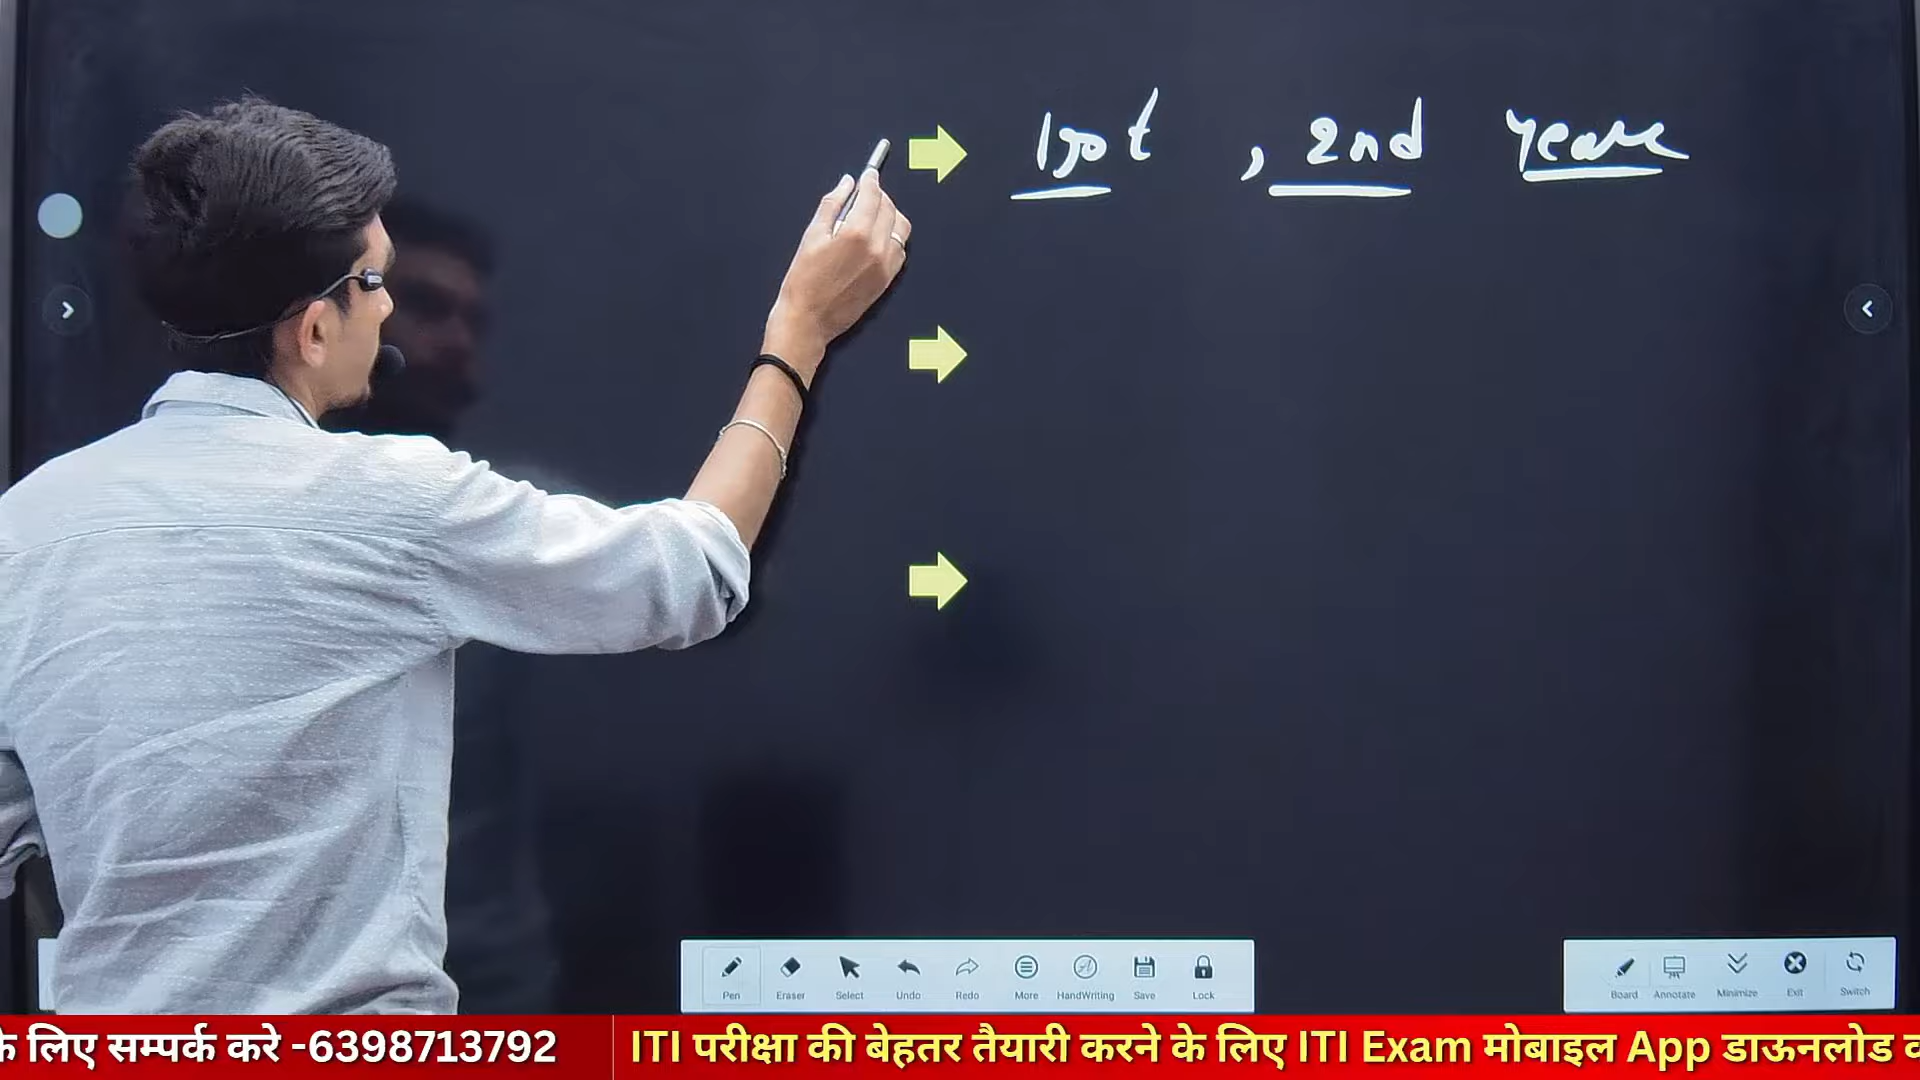 1st , 2nd year
Pen Eraser Select Undo Redo More HandWriting Save Lock
Board Annotate Minimize Exit Switch
के लिए सम्पर्क करे -6398713792 ITI परीक्षा की बेहतर तैयारी करने के लिए ITI Exam मोबाइल App डाऊनलोड